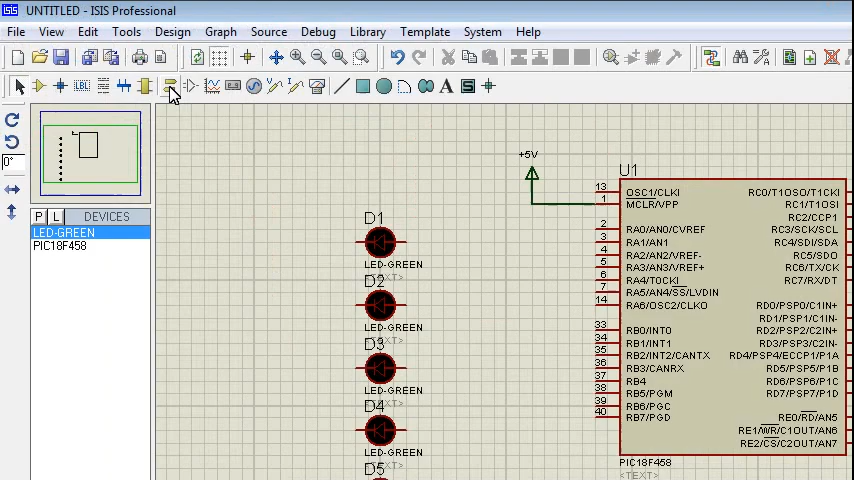 UNTITLED - ISIS Professional
File View Edit Tools Design Graph Source Debug Library Template System Help
LBL
A
S
0°
P L DEVICES
LED-GREEN
PIC18F458
+5V
U1
13 OSC1/CLKI RC0/T1OSO/T1CKI
1 MCLR/VPP RC1/T1OSI
RC2/CCP1
2 RA0/AN0/CVREF RC3/SCK/SCL
3 RA1/AN1 RC4/SDI/SDA
4 RA2/AN2/VREF- RC5/SDO
5 RA3/AN3/VREF+ RC6/TX/CK
6 RA4/T0CKI RC7/RX/DT
7 RA5/AN4/SS/LVDIN
14 RA6/OSC2/CLKO RD0/PSP0/C1IN+
RD1/PSP1/C1IN-
33 RB0/INT0 RD2/PSP2/C2IN+
34 RB1/INT1 RD3/PSP3/C2IN-
35 RB2/INT2/CANTX RD4/PSP4/ECCP1/P1A
36 RB3/CANRX RD5/PSP5/P1B
37 RB4 RD6/PSP6/P1C
38 RB5/PGM RD7/PSP7/P1D
39 RB6/PGC
40 RB7/PGD RE0/RD/AN5
RE1/WR/C1OUT/AN6
RE2/CS/C2OUT/AN7
PIC18F458
<TEXT>
D1
LED-GREEN
<TEXT>
D2
LED-GREEN
<TEXT>
D3
LED-GREEN
<TEXT>
D4
LED-GREEN
<TEXT>
D5